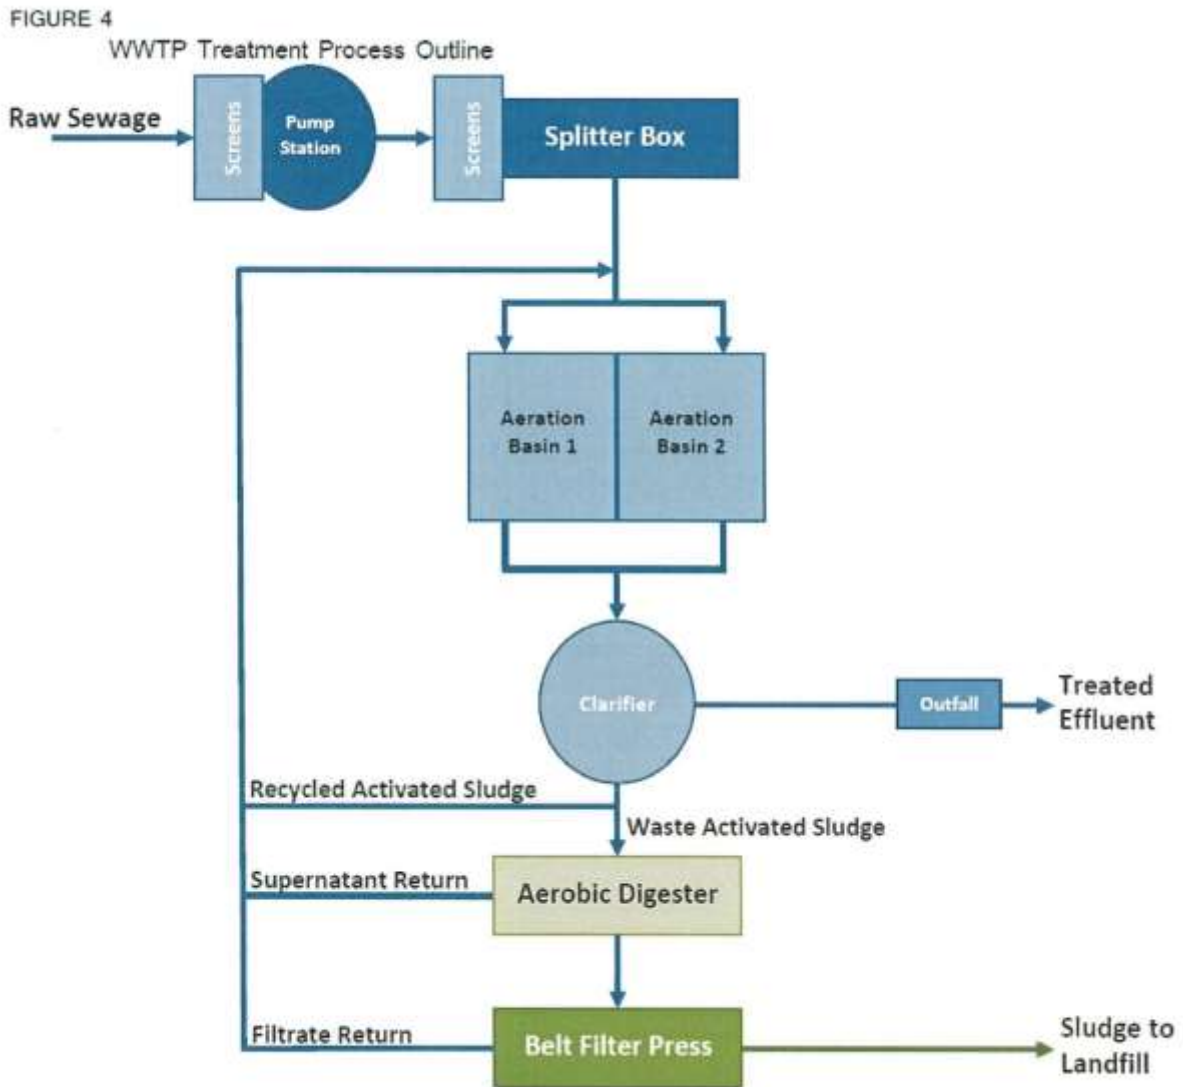 FIGURE 4
WWTP Treatment Process Outline
Raw Sewage
Screens
Pump
Station
Screens
Splitter Box
Aeration
Basin 1
Aeration
Basin 2
Clarifier
Outfall
Treated
Effluent
Recycled Activated Sludge
Waste Activated Sludge
Supernatant Return
Aerobic Digester
Filtrate Return
Belt Filter Press
Sludge to
Landfill